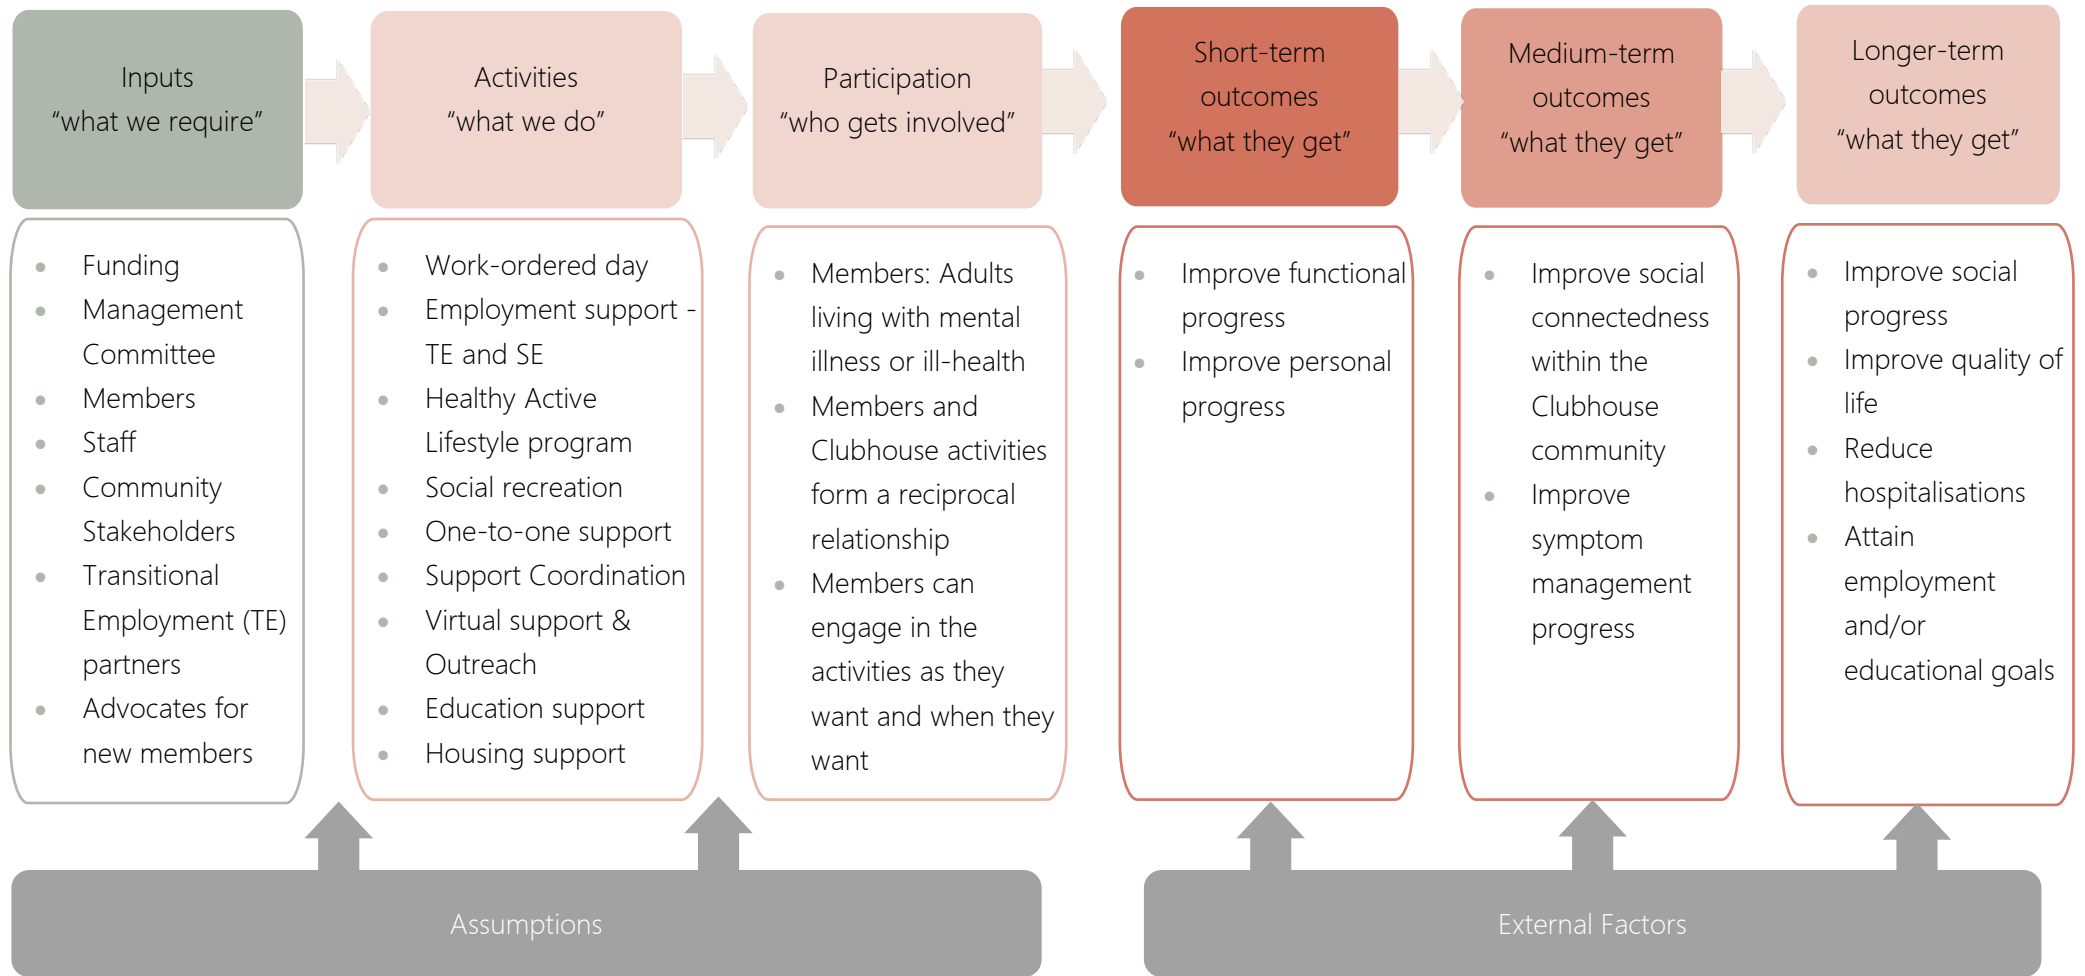 Inputs
“what we require”
Activities
“what we do”
Participation
“who gets involved”
Short-term
outcomes
“what they get”
Medium-term
outcomes
“what they get”
Longer-term
outcomes
“what they get”
• Funding
• Management
Committee
• Members
• Staff
• Community
Stakeholders
• Transitional
Employment (TE)
partners
• Advocates for
new members
• Work-ordered day
• Employment support -
TE and SE
• Healthy Active
Lifestyle program
• Social recreation
• One-to-one support
• Support Coordination
• Virtual support &
Outreach
• Education support
• Housing support
• Members: Adults
living with mental
illness or ill-health
• Members and
Clubhouse activities
form a reciprocal
relationship
• Members can
engage in the
activities as they
want and when they
want
• Improve functional
progress
• Improve personal
progress
• Improve social
connectedness
within the
Clubhouse
community
• Improve
symptom
management
progress
• Improve social
progress
• Improve quality of
life
• Reduce
hospitalisations
• Attain
employment
and/or
educational goals
Assumptions
External Factors